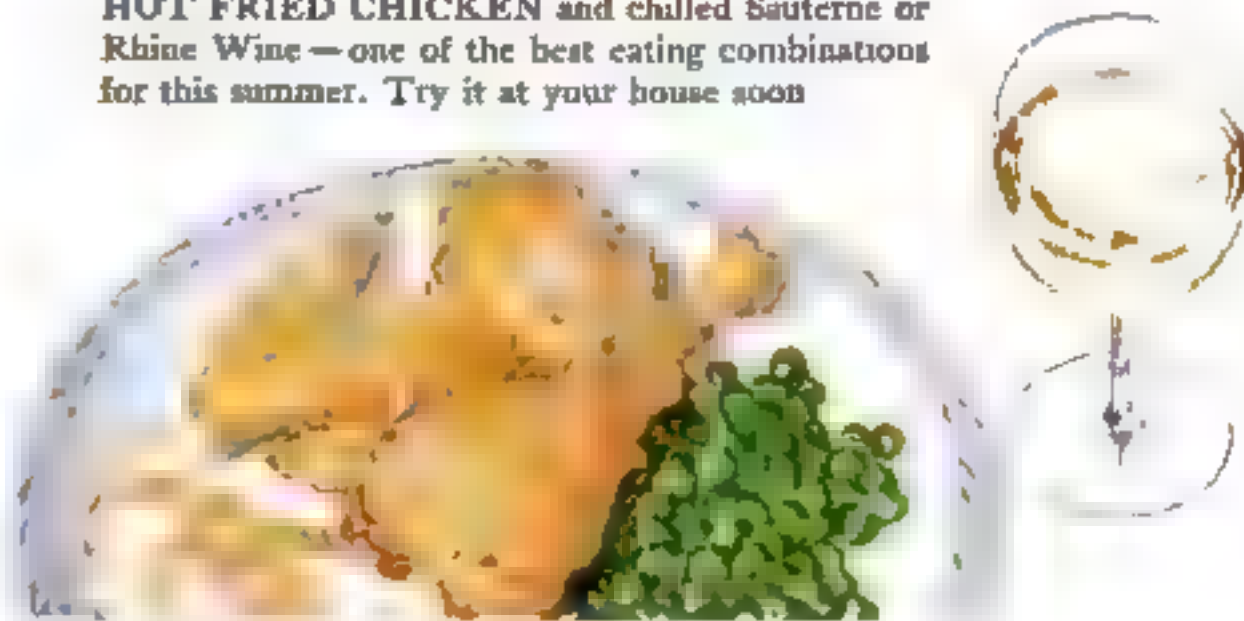 HOT FRIED CHICKEN and chilled Sauterne or
Rhine Wine—one of the best eating combinations
for this summer. Try it at your house soon